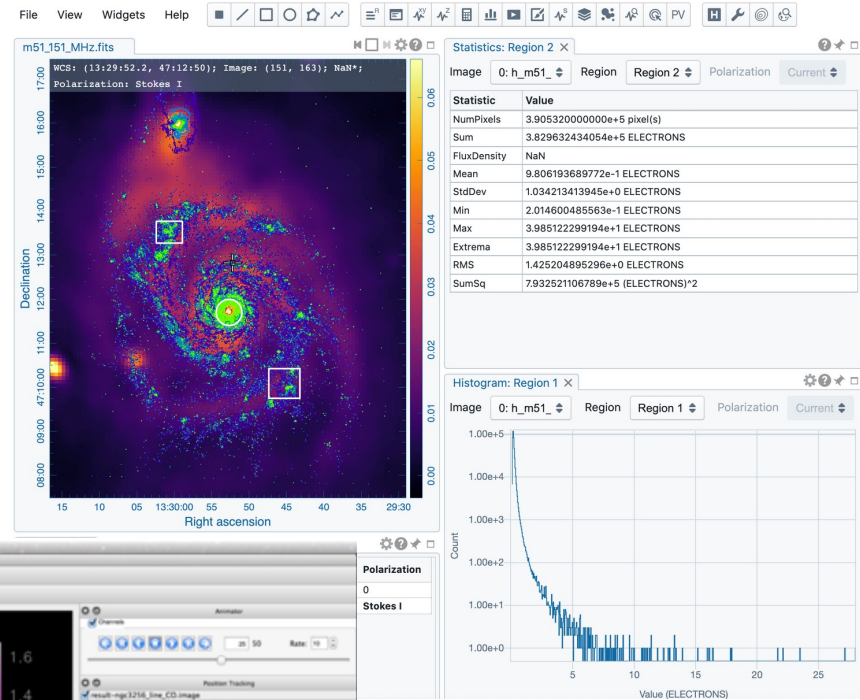 File View Widgets Help
PV
m51_151_MHz.fits
WCS: (13:29:52.2, 47:12:50); Image: (151, 163); NaN*;
Polarization: Stokes I
17:00
16:00
15:00
14:00
13:00
12:00
11:00
47:10:00
09:00
08:00
Declination
15 10 05 13:30:00 55 50 45 40 35 29:30
Right ascension
0.06
0.05
0.04
0.03
0.02
0.01
0.00
Statistics: Region 2
Image 0: h_m51_ Region Region 2 Polarization Current
Statistic Value
NumPixels 3.905320000000e+5 pixel(s)
Sum 3.829632434054e+5 ELECTRONS
FluxDensity NaN
Mean 9.806193689772e-1 ELECTRONS
StdDev 1.034213413945e+0 ELECTRONS
Min 2.014600485563e-1 ELECTRONS
Max 3.985122299194e+1 ELECTRONS
Extrema 3.985122299194e+1 ELECTRONS
RMS 1.425204895296e+0 ELECTRONS
SumSq 7.932521106789e+5 (ELECTRONS)^2
Histogram: Region 1
Image 0: h_m51_ Region Region 1 Polarization Current
1.00e+5
1.00e+4
1.00e+3
1.00e+2
1.00e+1
1.00e+0
Count
5 10 15 20 25
Value (ELECTRONS)
Polarization
0
Stokes I
Animator
Channels
25 50 Rate: 10
Position Tracking
result-ngc3256_line_CO.image
1.6
1.4